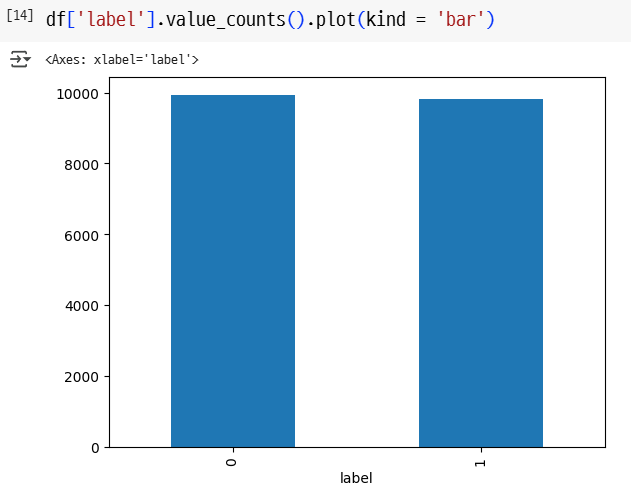 [14] df['label'].value_counts().plot(kind = 'bar')
<Axes: xlabel='label'>
10000
8000
6000
4000
2000
0
0 1
label